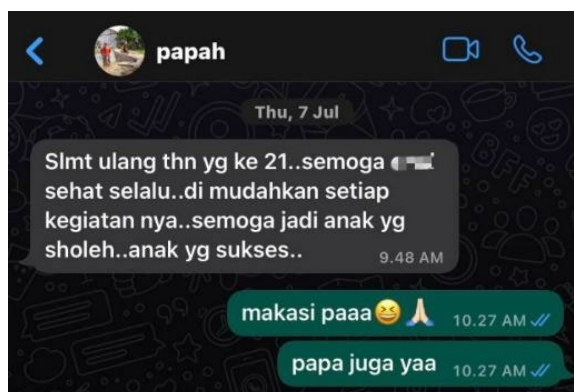 papah
Thu, 7 Jul
Slmt ulang thn yg ke 21..semoga
sehat selalu..di mudahkan setiap
kegiatan nya..semoga jadi anak yg
sholeh..anak yg sukses..
9.48 AM
makasi paaa😆🙏🏻
10.27 AM
papa juga yaa
10.27 AM